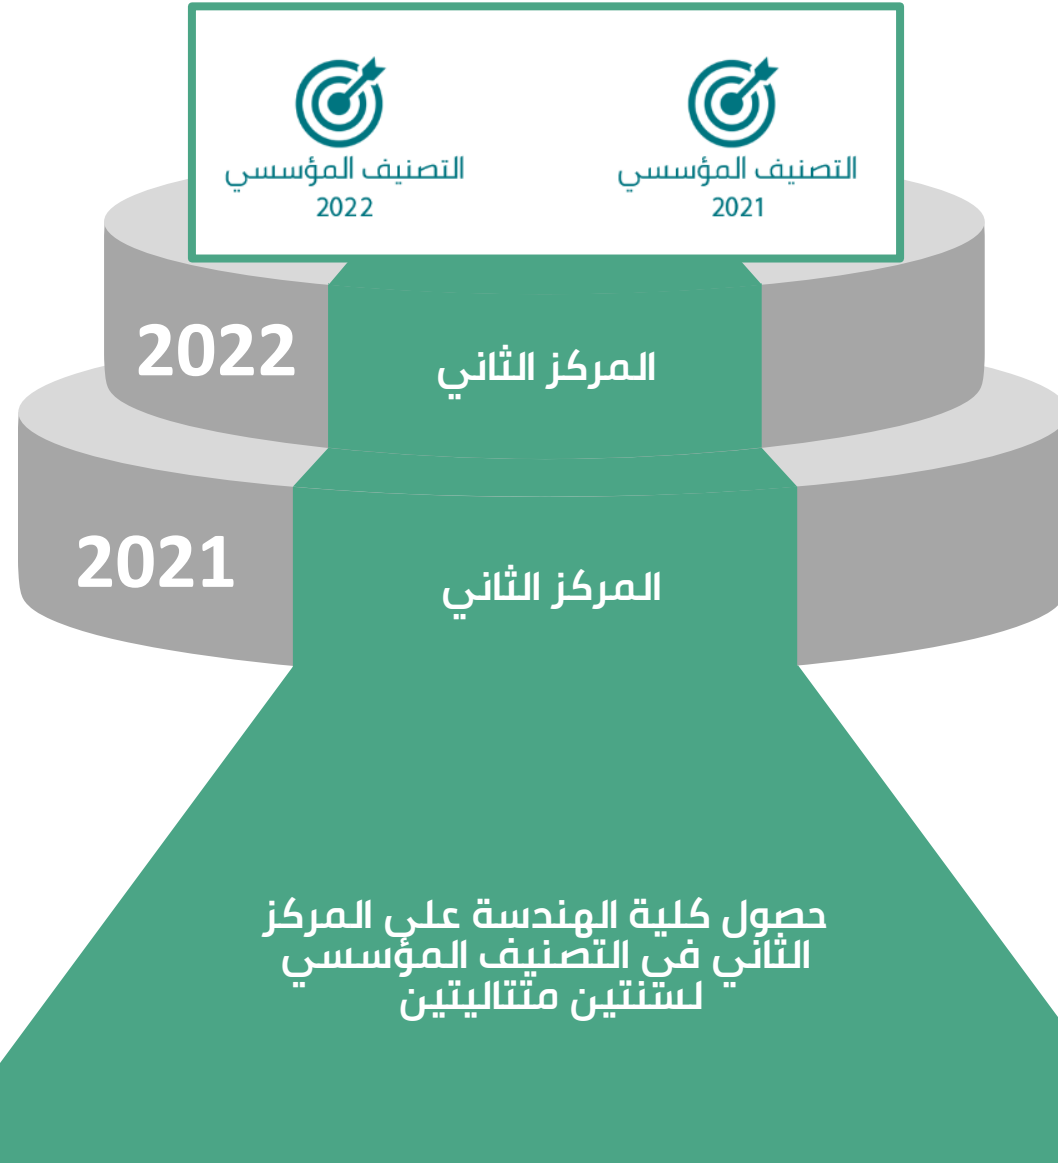 التصنيف المؤسسي
2021
التصنيف المؤسسي
2022
2022
المركز الثاني
2021
المركز الثاني
حصول كلية الهندسة على المركز
الثاني في التصنيف المؤسسي
لسنتين متتاليتين